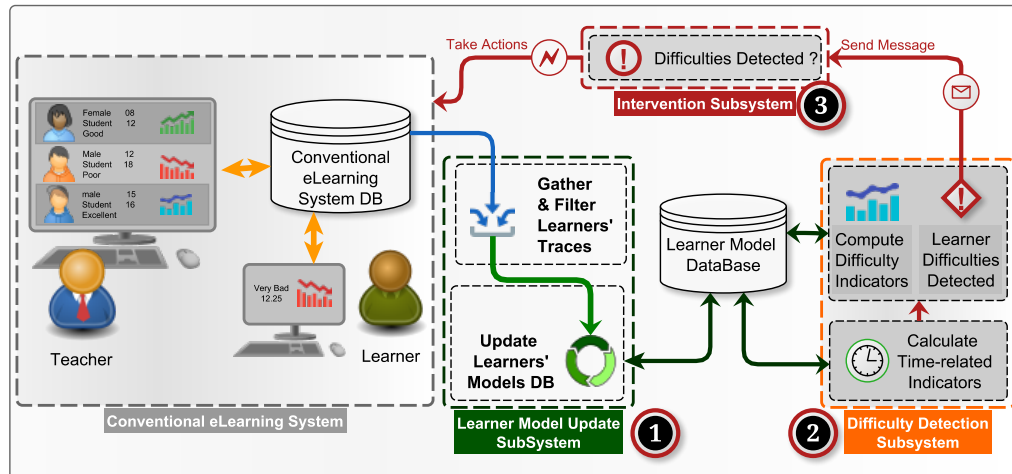 Take Actions
Difficulties Detected ?
Send Message
Intervention Subsystem
3
Female 08
Student 12
Good
Male 12
Student 18
Poor
male 15
Student 16
Excellent
Conventional
eLearning
System DB
Very Bad
12.25
Teacher
Learner
Conventional eLearning System
Gather
& Filter
Learners'
Traces
Update
Learners'
Models DB
Learner Model Update
SubSystem
1
Learner Model
DataBase
Compute
Difficulty
Indicators
Learner
Difficulties
Detected
Calculate
Time-related
Indicators
2
Difficulty Detection
Subsystem